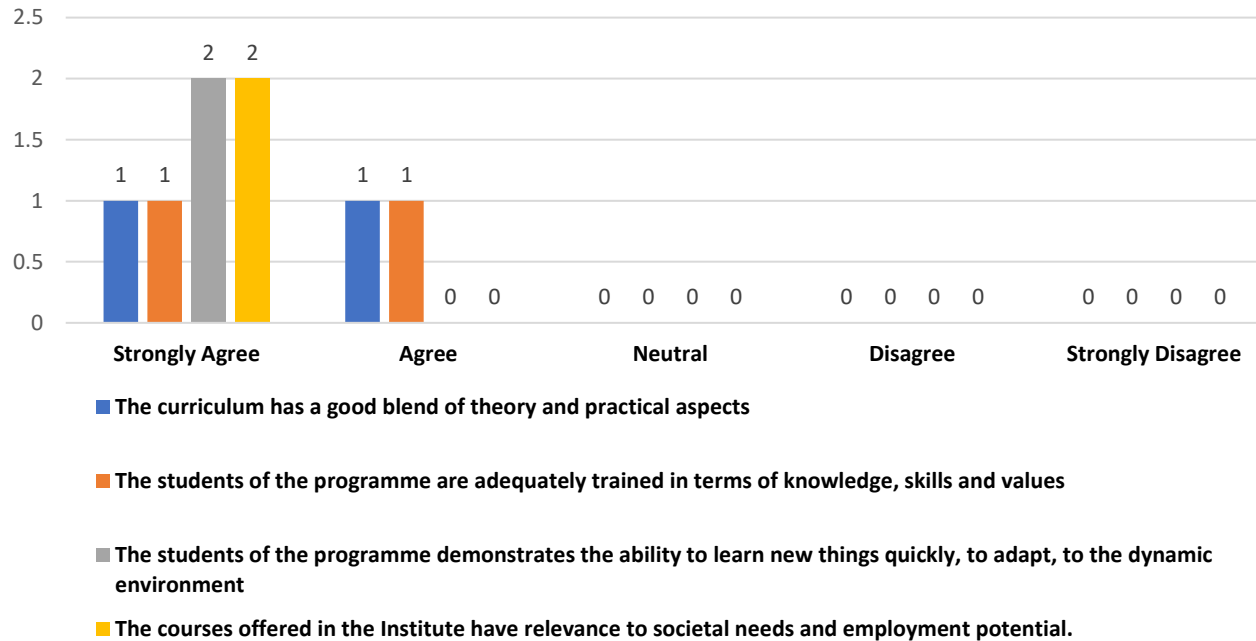 2.5
2
1.5
1
0.5
0
1 1 2 2
1 1 0 0
0 0 0 0
0 0 0 0
0 0 0 0
Strongly Agree Agree Neutral Disagree Strongly Disagree
The curriculum has a good blend of theory and practical aspects
The students of the programme are adequately trained in terms of knowledge, skills and values
The students of the programme demonstrates the ability to learn new things quickly, to adapt, to the dynamic
environment
The courses offered in the Institute have relevance to societal needs and employment potential.